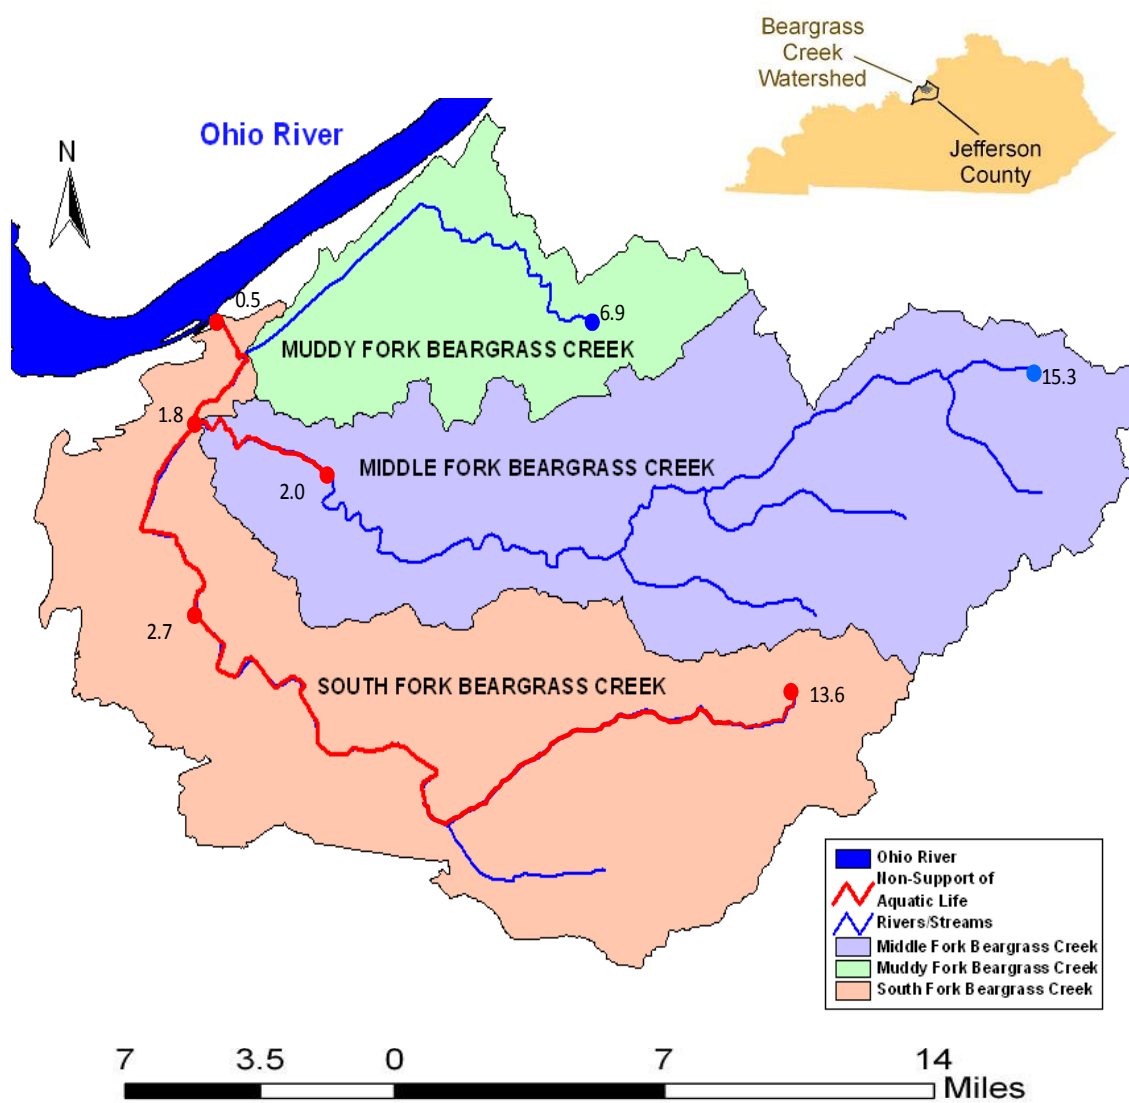 Beargrass
Creek
Watershed
Jefferson
County
Ohio River
N
0.5
6.9
MUDDY FORK BEARGRASS CREEK
15.3
1.8
MIDDLE FORK BEARGRASS CREEK
2.0
2.7
SOUTH FORK BEARGRASS CREEK
13.6
Ohio River
Non-Support of
Aquatic Life
Rivers/Streams
Middle Fork Beargrass Creek
Muddy Fork Beargrass Creek
South Fork Beargrass Creek
7 3.5 0 7 14
Miles